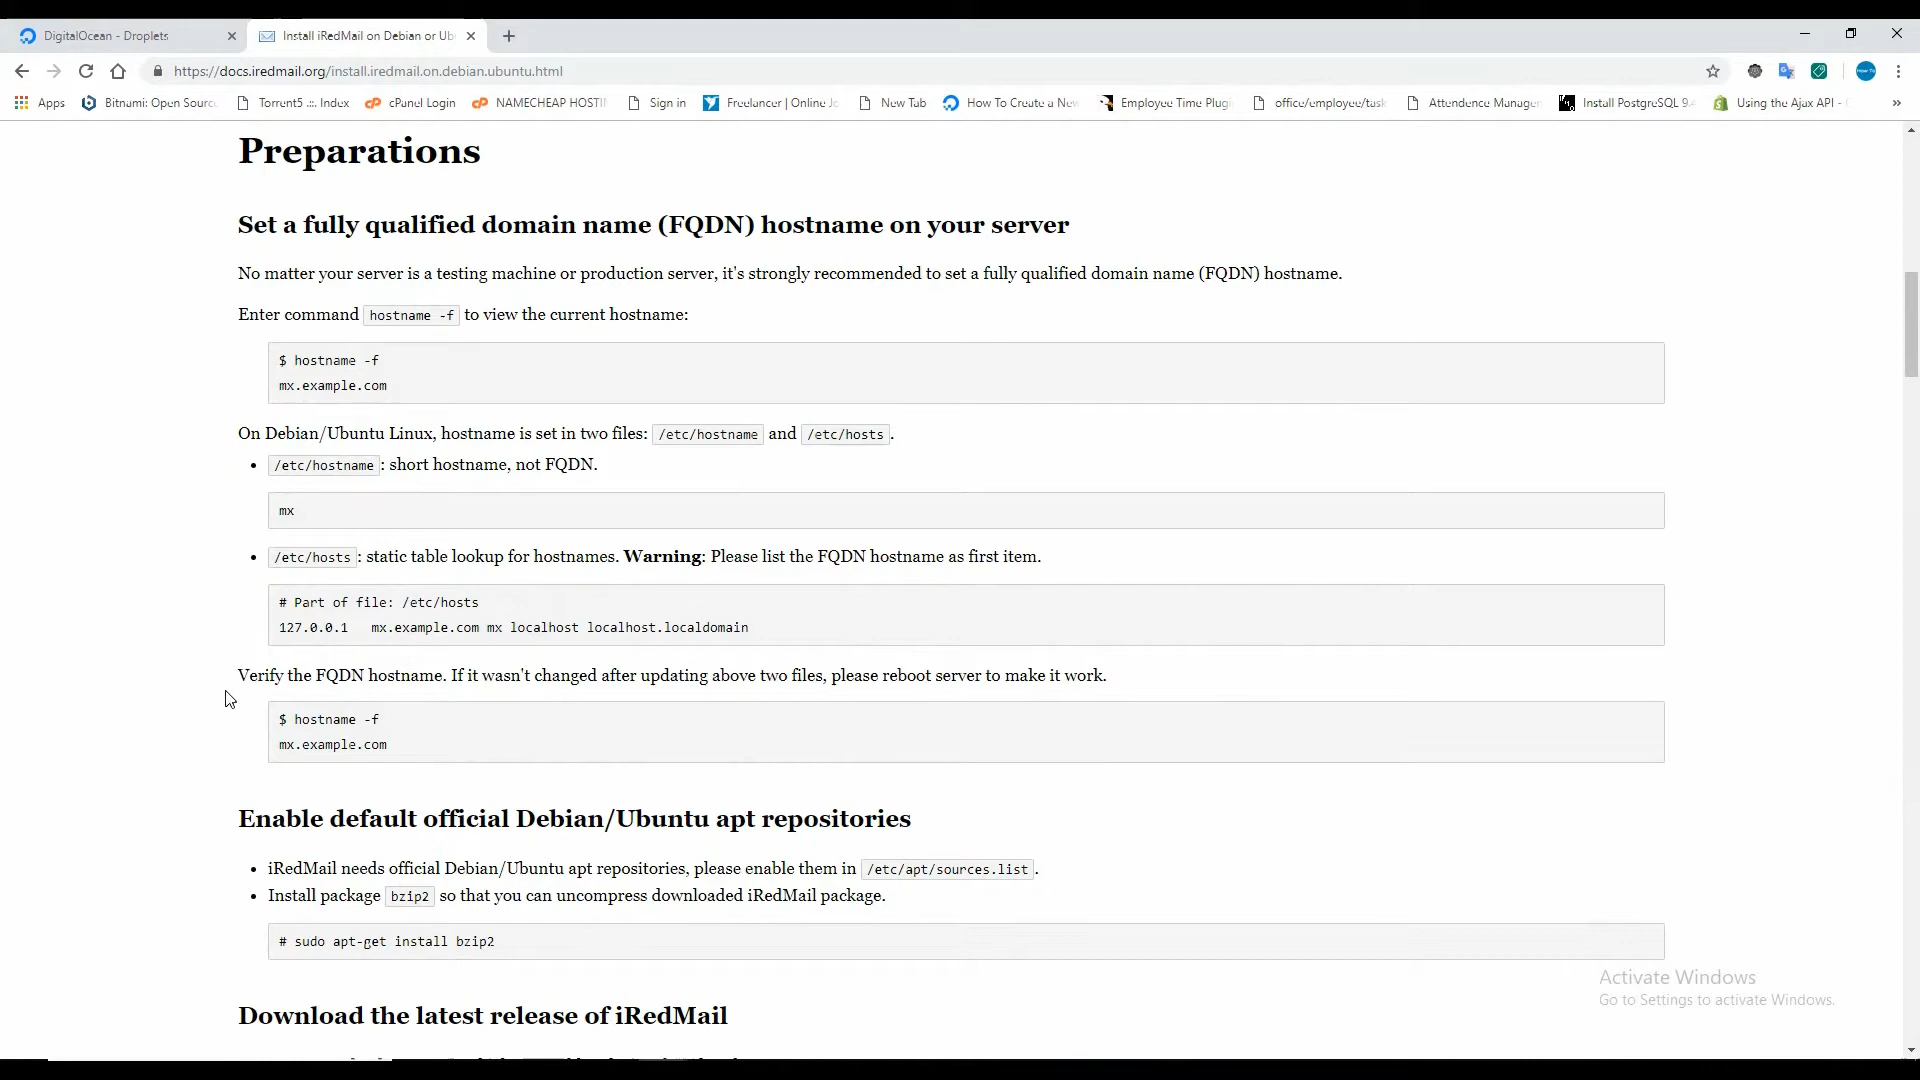 DigitalOcean - Droplets
Install iRedMail on Debian or Ub
https://docs.iredmail.org/install.iredmail.on.debian.ubuntu.html
Apps
Bitnami: Open Sourc
Torrent5 .::. Index
cPanel Login
NAMECHEAP HOSTI
Sign in
Freelancer | Online Jo
New Tab
How To Create a New
Employee Time Plugi
office/employee/task
Attendence Manager
Install PostgreSQL 9.4
Using the Ajax API -
»
Preparations
Set a fully qualified domain name (FQDN) hostname on your server
No matter your server is a testing machine or production server, it's strongly recommended to set a fully qualified domain name (FQDN) hostname.
Enter command hostname -f to view the current hostname:
$ hostname -f
mx.example.com
On Debian/Ubuntu Linux, hostname is set in two files: /etc/hostname and /etc/hosts.
• /etc/hostname: short hostname, not FQDN.
mx
• /etc/hosts: static table lookup for hostnames. Warning: Please list the FQDN hostname as first item.
# Part of file: /etc/hosts
127.0.0.1   mx.example.com mx localhost localhost.localdomain
Verify the FQDN hostname. If it wasn't changed after updating above two files, please reboot server to make it work.
$ hostname -f
mx.example.com
Enable default official Debian/Ubuntu apt repositories
• iRedMail needs official Debian/Ubuntu apt repositories, please enable them in /etc/apt/sources.list.
• Install package bzip2 so that you can uncompress downloaded iRedMail package.
# sudo apt-get install bzip2
Activate Windows
Go to Settings to activate Windows.
Download the latest release of iRedMail